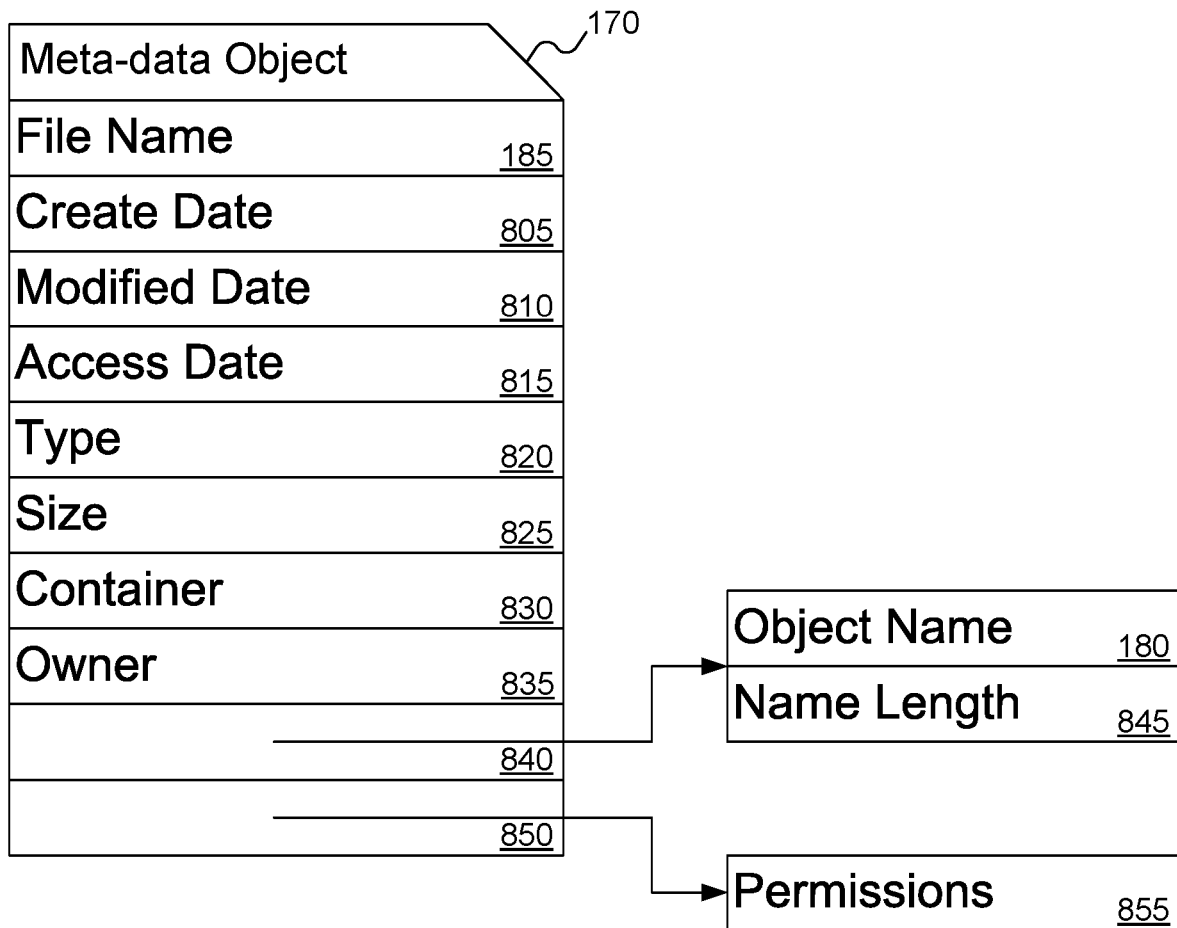 170
Meta-data Object
File Name 185
Create Date 805
Modified Date 810
Access Date 815
Type 820
Size 825
Container 830
Owner 835
840
850
Object Name 180
Name Length 845
Permissions 855